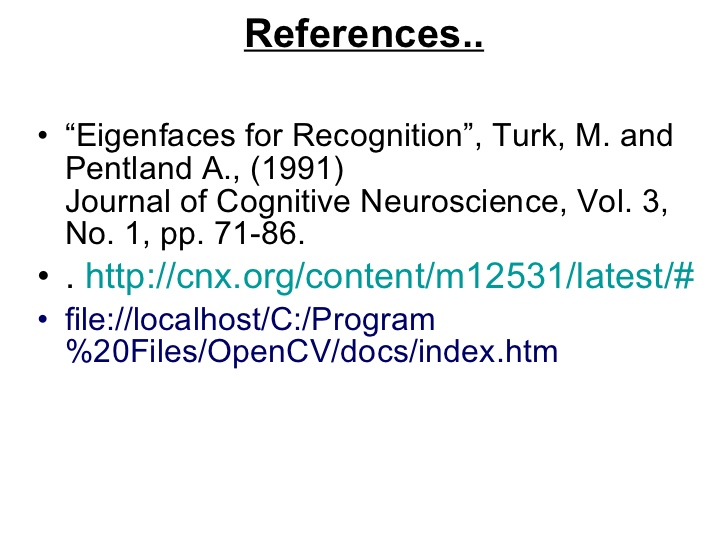 References..
• “Eigenfaces for Recognition”, Turk, M. and
Pentland A., (1991)
Journal of Cognitive Neuroscience, Vol. 3,
No. 1, pp. 71-86.
• . http://cnx.org/content/m12531/latest/#
• file://localhost/C:/Program
%20Files/OpenCV/docs/index.htm